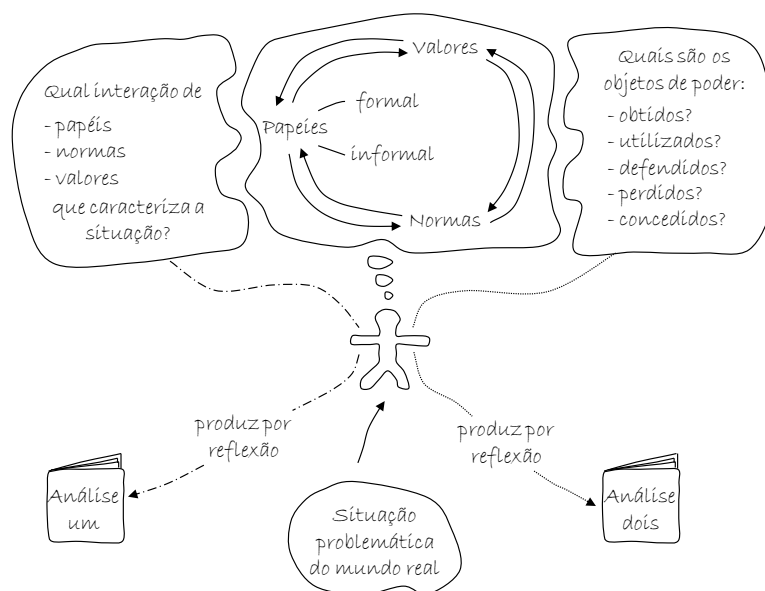 Qual interação de
- papéis
- normas
- valores
que caracteriza a
situação?
Valores
formal
Papeies
informal
Normas
Quais são os
objetos de poder:
- obtidos?
- utilizados?
- defendidos?
- perdidos?
- concedidos?
produz por
reflexão
produz por
reflexão
Análise
um
Situação
problemática
do mundo real
Análise
dois